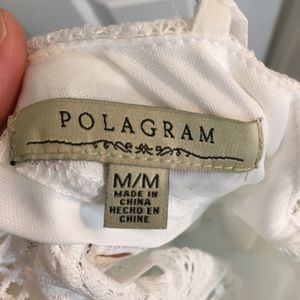 POLAGRAM
M/M
MADE IN
CHINA
HECHO EN
CHINE